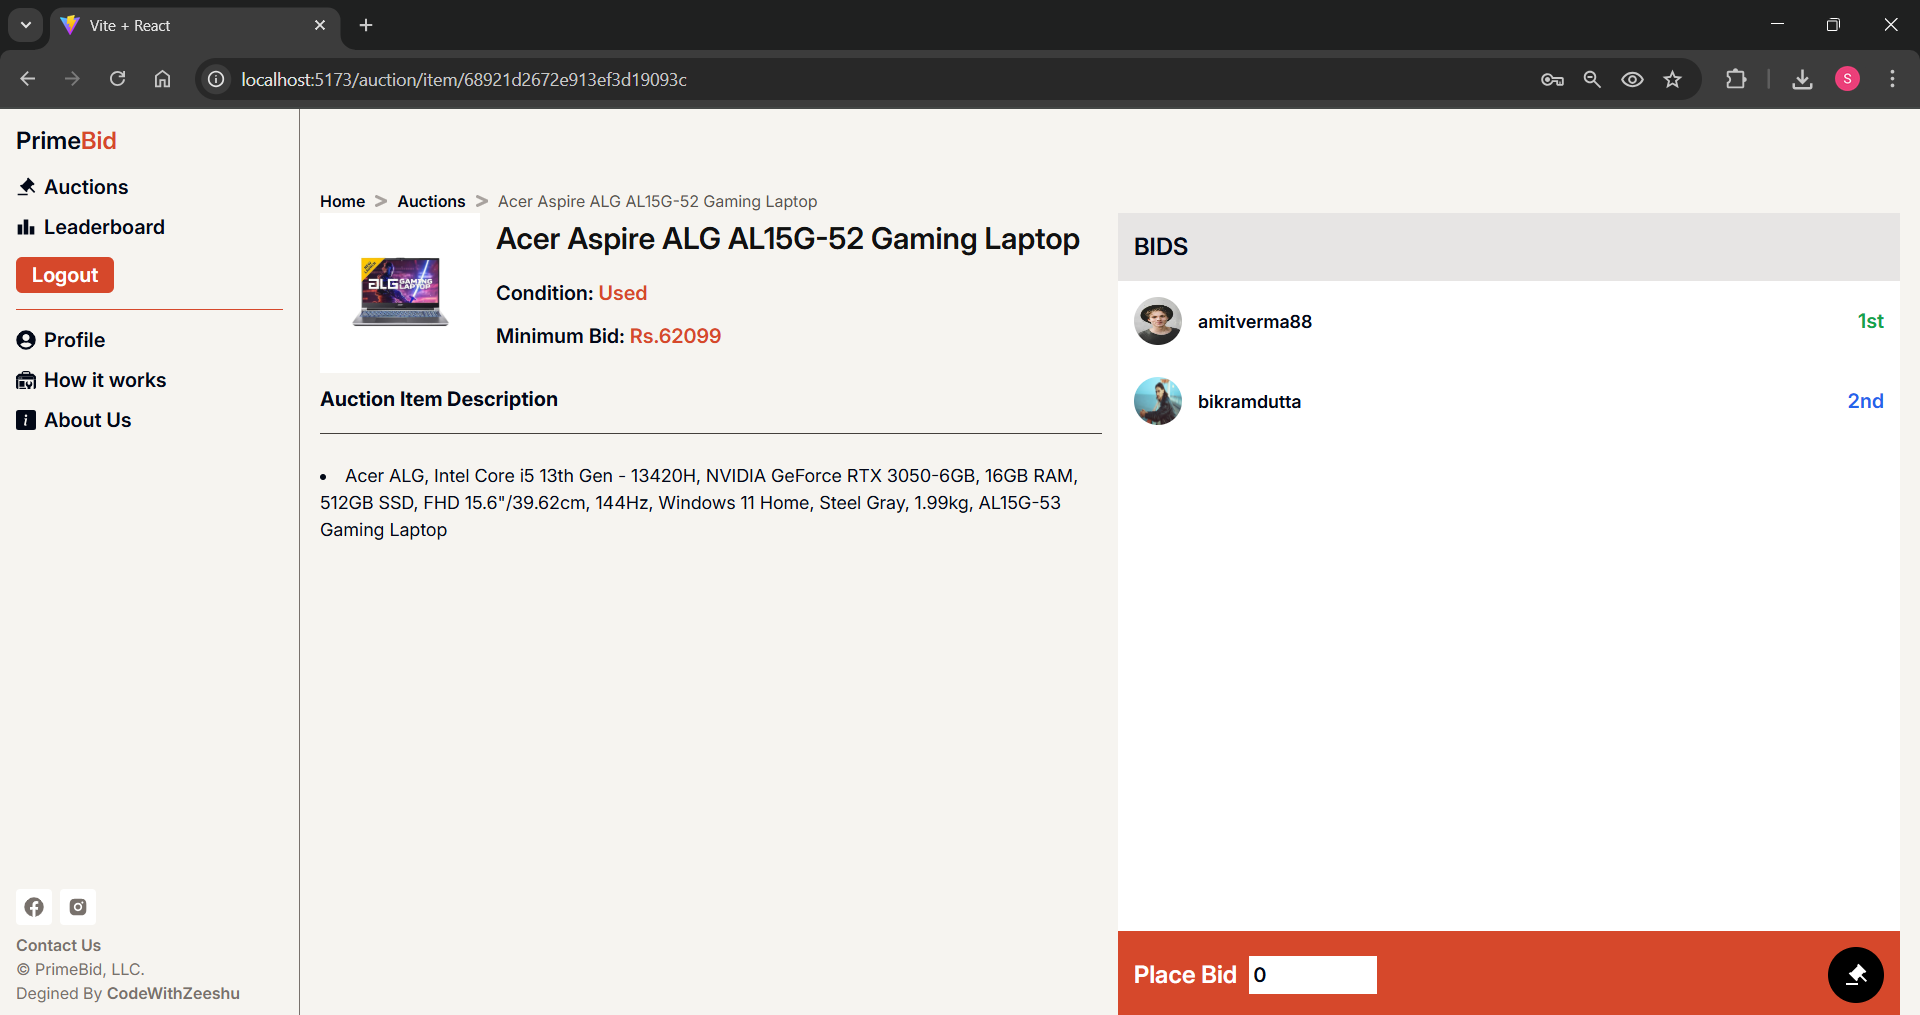 Vite + React
localhost:5173/auction/item/68921d2672e913ef3d19093c
S
PrimeBid
Auctions
Leaderboard
Logout
Profile
How it works
About Us
Contact Us
© PrimeBid, LLC.
Degined By CodeWithZeeshu
Home > Auctions > Acer Aspire ALG AL15G-52 Gaming Laptop
ALG GAMING LAPTOP
Acer Aspire ALG AL15G-52 Gaming Laptop
Condition: Used
Minimum Bid: Rs.62099
Auction Item Description
• Acer ALG, Intel Core i5 13th Gen - 13420H, NVIDIA GeForce RTX 3050-6GB, 16GB RAM,
512GB SSD, FHD 15.6"/39.62cm, 144Hz, Windows 11 Home, Steel Gray, 1.99kg, AL15G-53
Gaming Laptop
BIDS
amitverma88 1st
bikramdutta 2nd
Place Bid 0